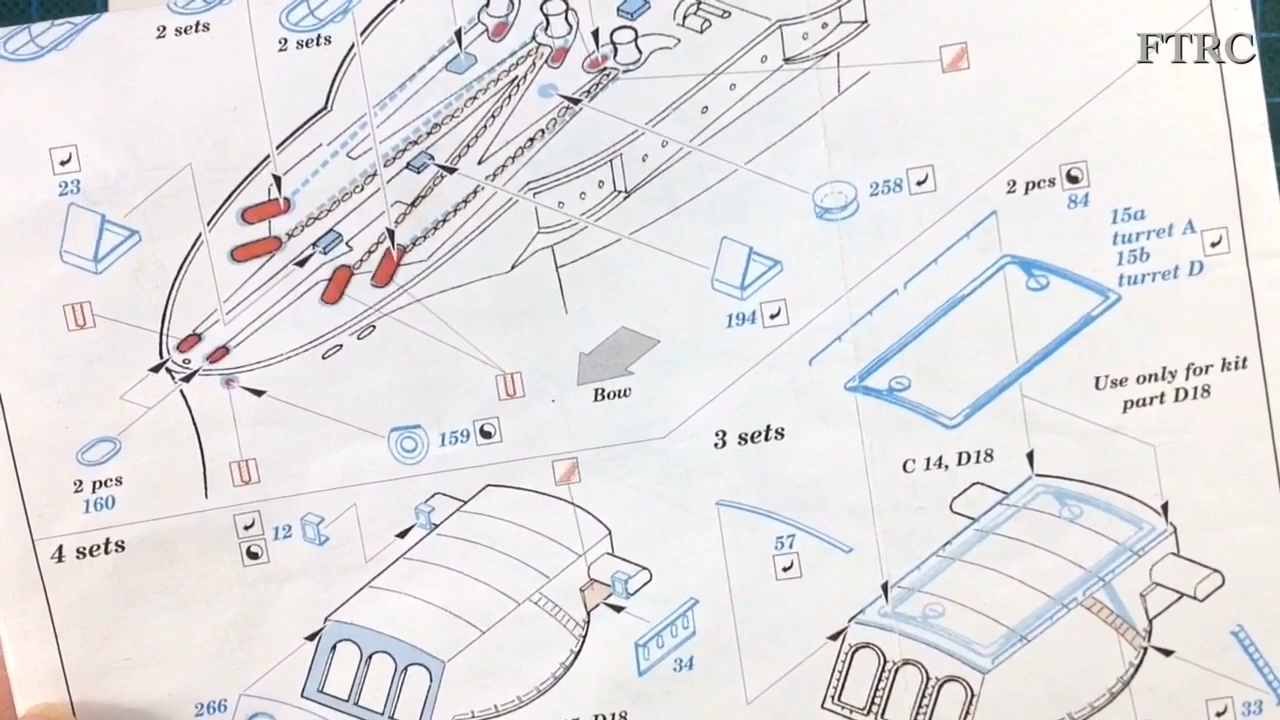 FTRC
2 sets
2 sets
23
258
2 pcs
84
15a
turret A
15b
turret D
194
Bow
Use only for kit
part D18
159
3 sets
2 pcs
160
C 14, D18
4 sets
12
57
34
266
D18
33